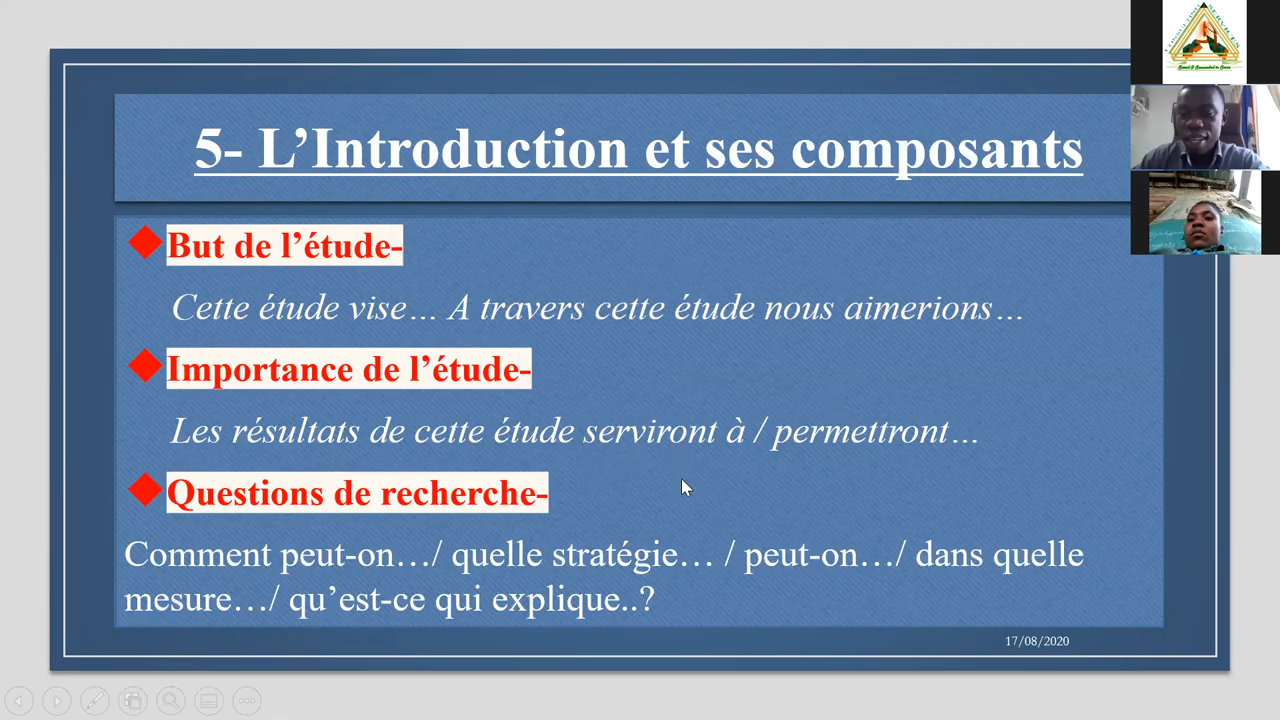 5- L’Introduction et ses composants
But de l’étude-
Cette étude vise… A travers cette étude nous aimerions…
Importance de l’étude-
Les résultats de cette étude serviront à / permettront…
Questions de recherche-
Comment peut-on…/ quelle stratégie… / peut-on…/ dans quelle
mesure…/ qu’est-ce qui explique..?
17/08/2020